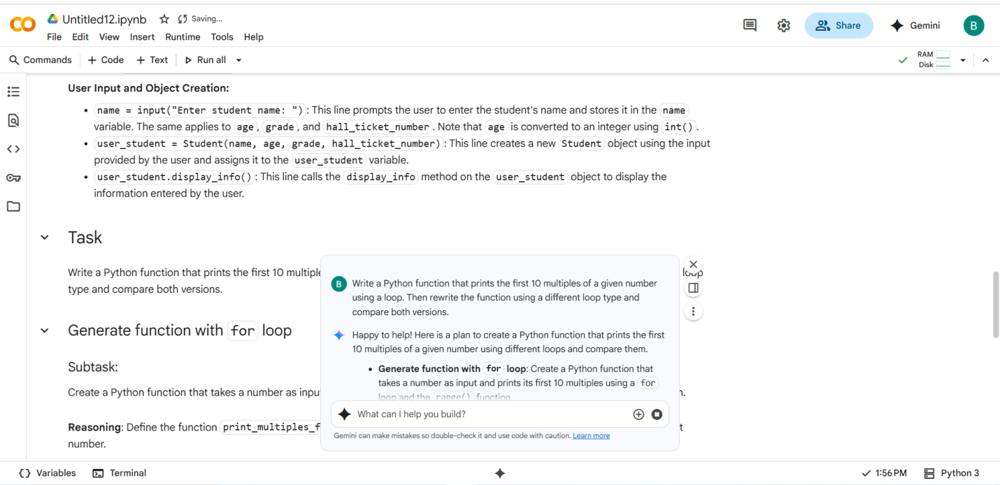 Untitled12.ipynb Saving...
File Edit View Insert Runtime Tools Help
Share
Gemini
B
Commands + Code + Text Run all
RAM
Disk
User Input and Object Creation:
• name = input("Enter student name: "): This line prompts the user to enter the student's name and stores it in the name
variable. The same applies to age, grade, and hall_ticket_number. Note that age is converted to an integer using int().
• user_student = Student(name, age, grade, hall_ticket_number): This line creates a new Student object using the input
provided by the user and assigns it to the user_student variable.
• user_student.display_info(): This line calls the display_info method on the user_student object to display the
information entered by the user.
Task
Write a Python function that prints the first 10 multiple
loop
type and compare both versions.
Generate function with for loop
Subtask:
Create a Python function that takes a number as inpu
n.
Reasoning: Define the function print_multiples_f
t
number.
B
Write a Python function that prints the first 10 multiples of a given number
using a loop. Then rewrite the function using a different loop type and
compare both versions.
Happy to help! Here is a plan to create a Python function that prints the first
10 multiples of a given number using different loops and compare them.
• Generate function with for loop: Create a Python function that
takes a number as input and prints its first 10 multiples using a for
loop and the range() function.
What can I help you build?
Gemini can make mistakes so double-check it and use code with caution. Learn more
{} Variables Terminal
1:56 PM Python 3